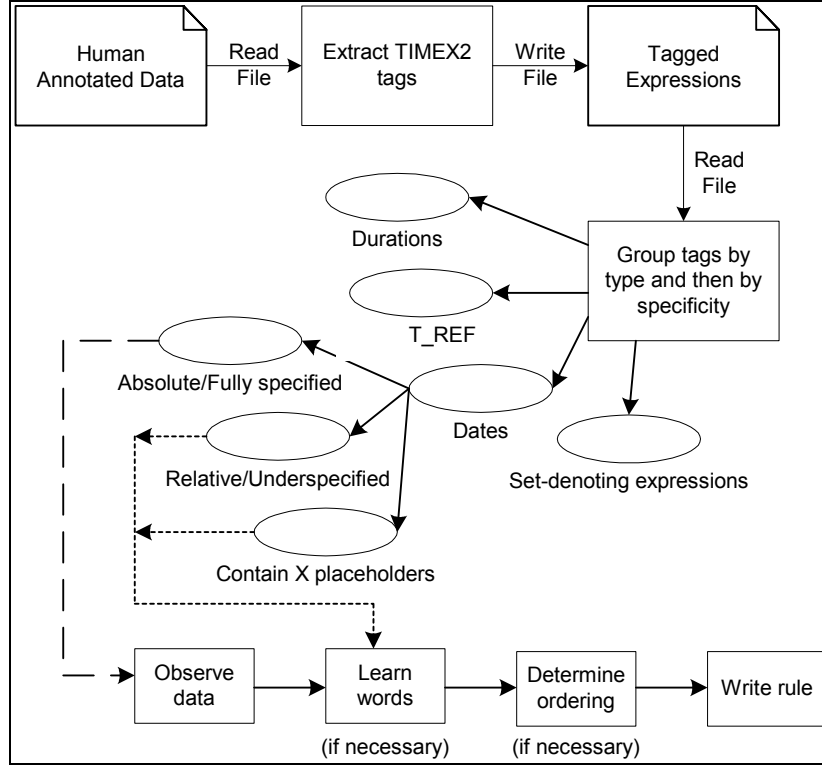 Human
Annotated Data
Read
File
Extract TIMEX2
tags
Write
File
Tagged
Expressions
Read
File
Group tags by
type and then by
specificity
Durations
T_REF
Absolute/Fully specified
Dates
Relative/Underspecified
Set-denoting expressions
Contain X placeholders
Observe
data
Learn
words
(if necessary)
Determine
ordering
(if necessary)
Write rule